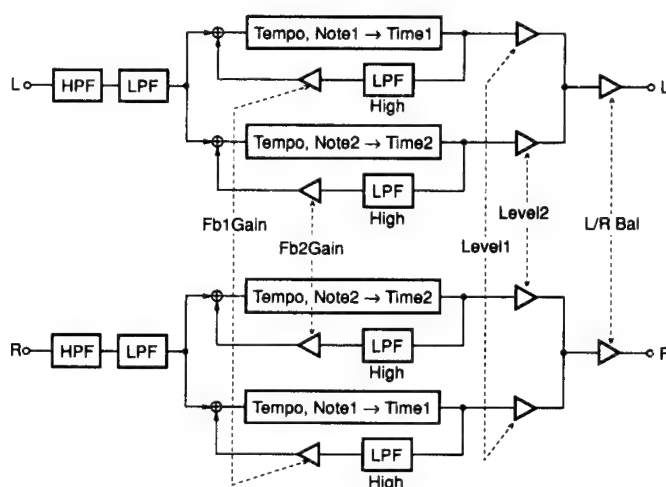 Tempo, Note1 → Time1
L HPF LPF LPF L
High
Tempo, Note2 → Time2
LPF
High
Fb1Gain Fb2Gain Level1 Level2 L/R Bal
Tempo, Note2 → Time2
R HPF LPF LPF R
High
Tempo, Note1 → Time1
LPF
High